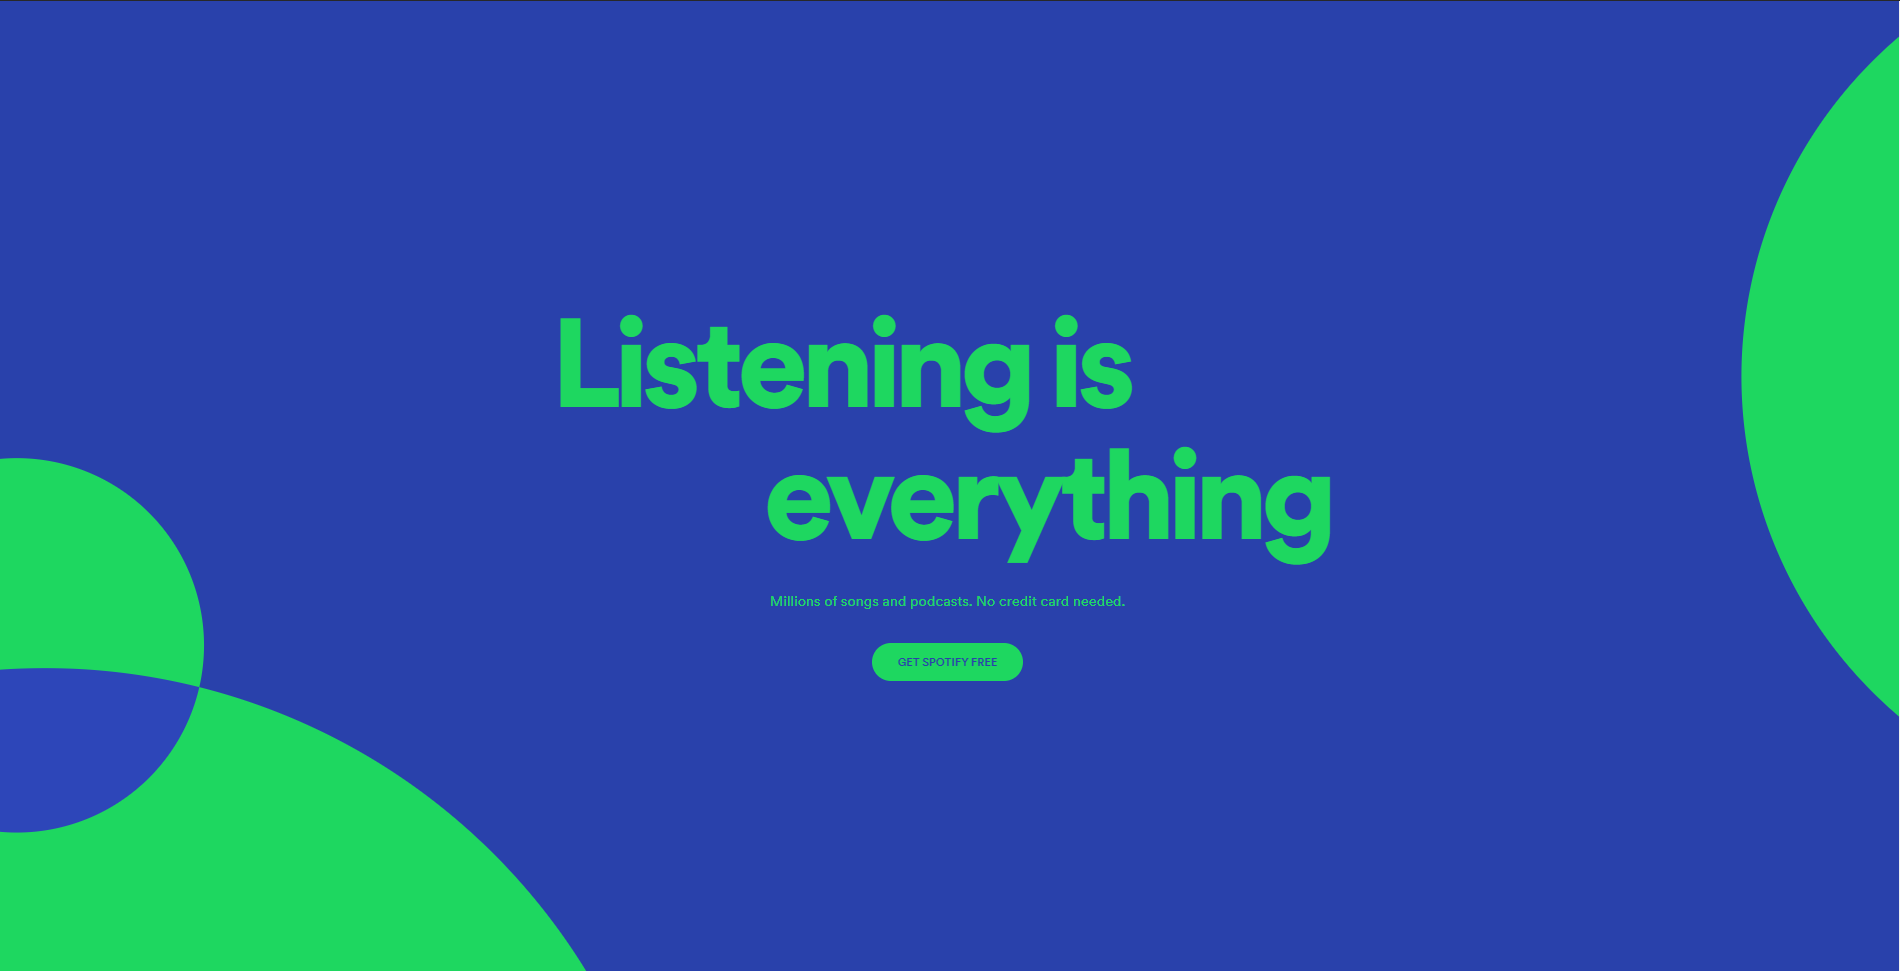 Listening is
everything
Millions of songs and podcasts. No credit card needed.
GET SPOTIFY FREE